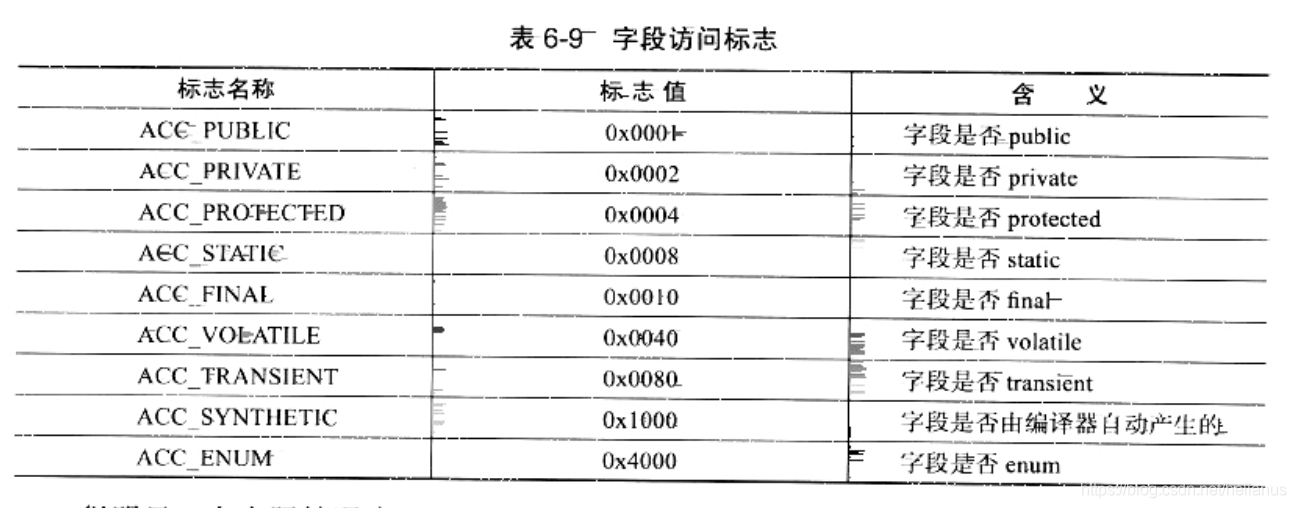 表 6-9 字段访问标志
标志名称 标志值 含 义
ACC_PUBLIC 0x0001 字段是否 public
ACC_PRIVATE 0x0002 字段是否 private
ACC_PROTECTED 0x0004 字段是否 protected
ACC_STATIC 0x0008 字段是否 static
ACC_FINAL 0x0010 字段是否 final
ACC_VOLATILE 0x0040 字段是否 volatile
ACC_TRANSIENT 0x0080 字段是否 transient
ACC_SYNTHETIC 0x1000 字段是否由编译器自动产生的
ACC_ENUM 0x4000 字段是否 enum
https://blog.csdn.net/hellanus